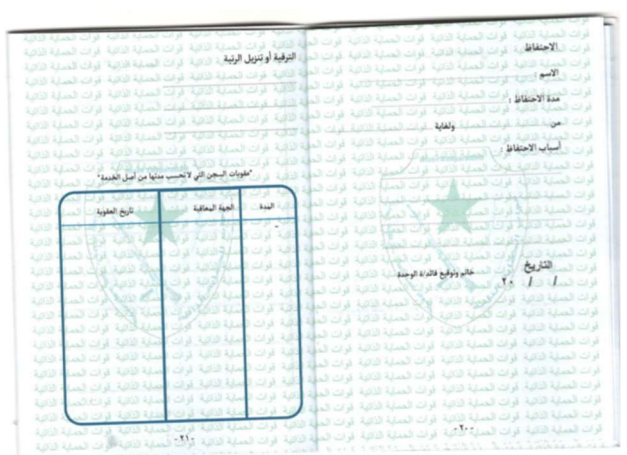 الاحتفاظ
الاسم :
مدة الاحتفاظ :
من ولغاية
أسباب الاحتفاظ :
التاريخ
/ / ٢٠
خاتم وتوقيع قائد/ة الوحدة
-٢٠-
الترقية أو تنزيل الرتبة
"عقوبات السجن التي لا تحسب مدتها من أصل الخدمة"
المدة الجهة المعاقبة تاريخ العقوبة
-
-٢١-
قوات الحماية الذاتية